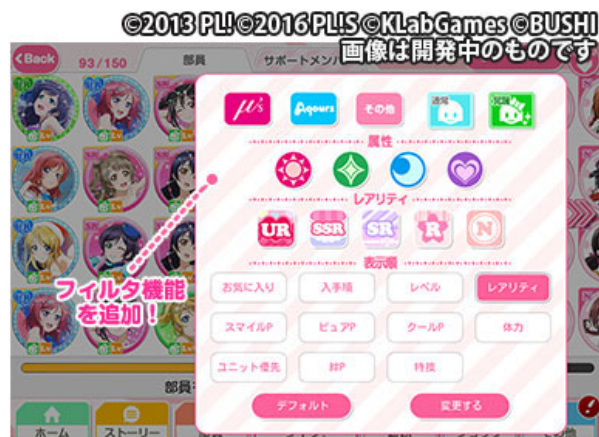 ©2013 PL! ©2016 PL!S ©KLabGames ©BUSHI
画像は開発中のものです
<Back
93/150
部員
サポートメンバ
μ's
Aqours
その他
通常
覚醒
属性
レアリティ
UR
SSR
SR
R
N
表示順
お気に入り
入手順
レベル
レアリティ
スマイルP
ピュアP
クールP
体力
ユニット優先
絆P
特技
デフォルト
変更する
フィルタ機能
を追加！
部員
ホーム
ストーリー